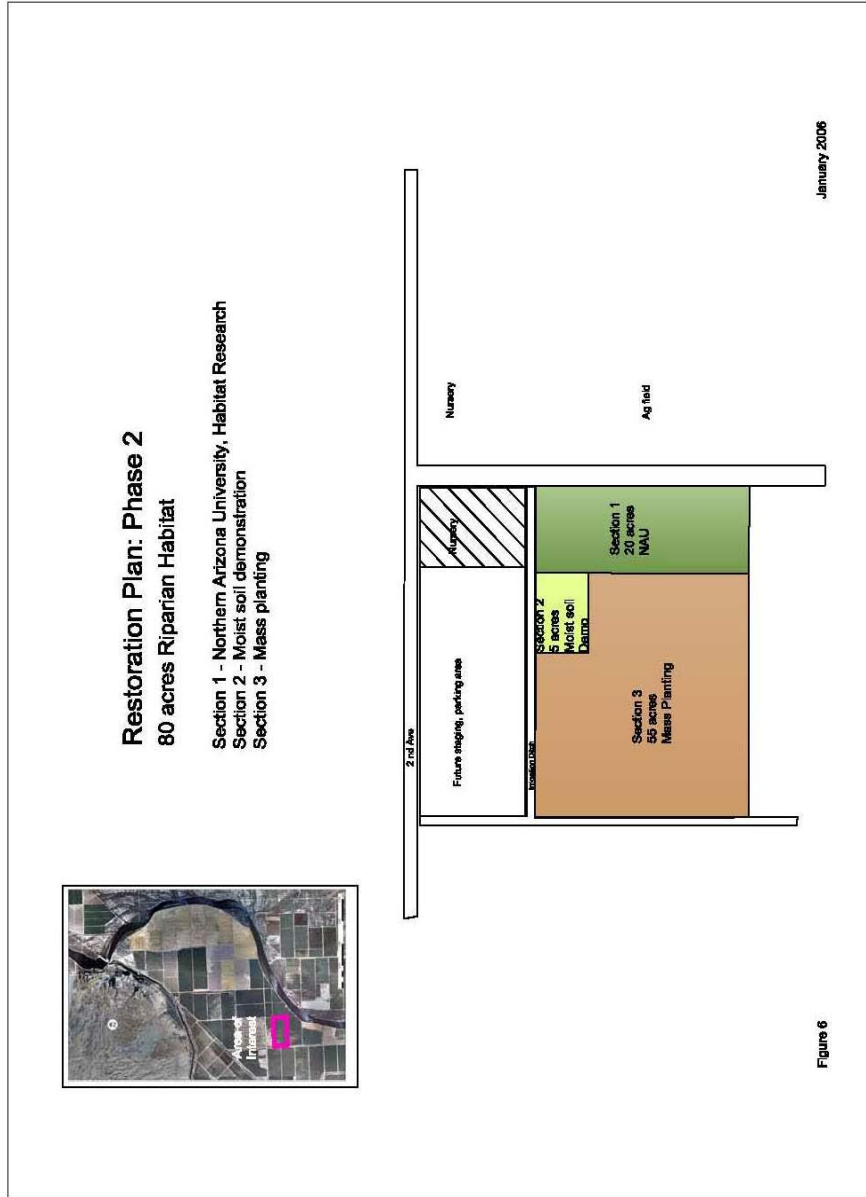 Restoration Plan: Phase 2
80 acres Riparian Habitat
Section 1 - Northern Arizona University, Habitat Research
Section 2 - Moist soil demonstration
Section 3 - Mass planting
Area of
Interest
2 nd Ave
Future staging, parking area
Nursery
Nursery
Irrigation Ditch
Section 2
5 acres
Moist soil
Demo
Section 1
20 acres
NAU
Ag field
Section 3
55 acres
Mass Planting
Figure 6
January 2006